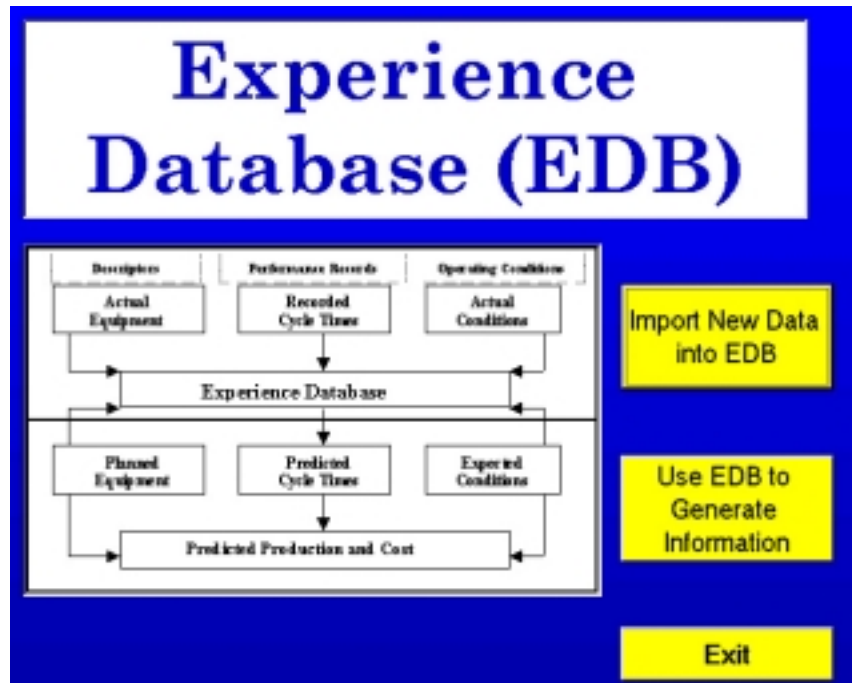 Experience
Database (EDB)
Descriptors
Performance Records
Operating Conditions
Actual
Equipment
Recorded
Cycle Times
Actual
Conditions
Experience Database
Planned
Equipment
Predicted
Cycle Times
Expected
Conditions
Predicted Production and Cost
Import New Data
into EDB
Use EDB to
Generate
Information
Exit